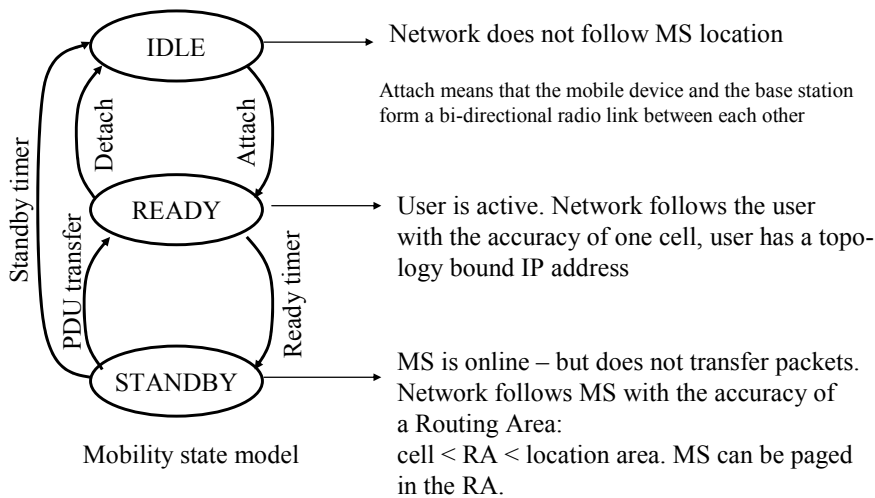 IDLE
Network does not follow MS location
Attach means that the mobile device and the base station
form a bi-directional radio link between each other
Standby timer
Detach
Attach
READY
User is active. Network follows the user
with the accuracy of one cell, user has a topo-
logy bound IP address
PDU transfer
Ready timer
STANDBY
MS is online – but does not transfer packets.
Network follows MS with the accuracy of
a Routing Area:
cell < RA < location area. MS can be paged
in the RA.
Mobility state model